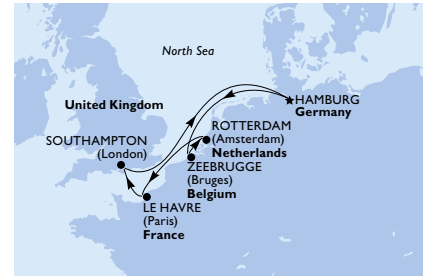 North Sea
United Kingdom
HAMBURG
Germany
SOUTHAMPTON
(London)
ROTTERDAM
(Amsterdam)
Netherlands
ZEEBRUGGE
(Bruges)
Belgium
LE HAVRE
(Paris)
France